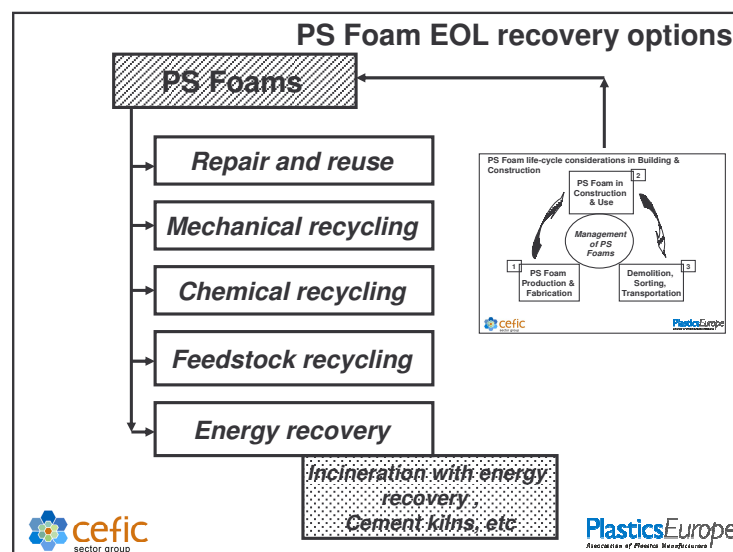 PS Foam EOL recovery options
PS Foams
Repair and reuse
Mechanical recycling
Chemical recycling
Feedstock recycling
Energy recovery
Incineration with energy
recovery ,
Cement kilns, etc
PS Foam life-cycle considerations in Building &
Construction
2
PS Foam in
Construction
& Use
Management
of PS
Foams
1
PS Foam
Production &
Fabrication
3
Demolition,
Sorting,
Transportation
cefic
sector group
PlasticsEurope
cefic
sector group
PlasticsEurope
Association of Plastics Manufacturers